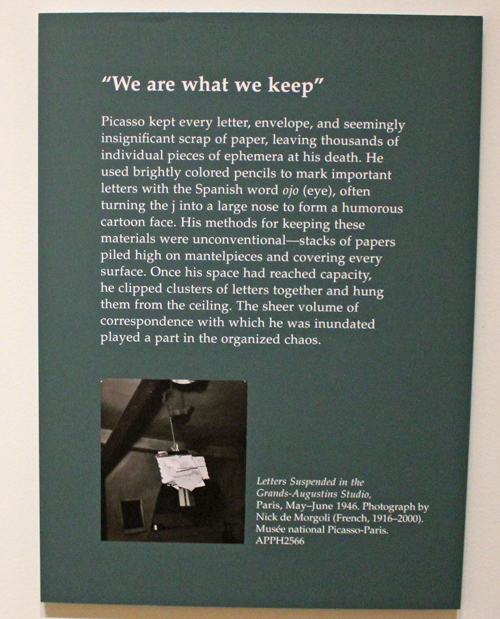 “We are what we keep”
Picasso kept every letter, envelope, and seemingly
insignificant scrap of paper, leaving thousands of
individual pieces of ephemera at his death. He
used brightly colored pencils to mark important
letters with the Spanish word ojo (eye), often
turning the j into a large nose to form a humorous
cartoon face. His methods for keeping these
materials were unconventional—stacks of papers
piled high on mantelpieces and covering every
surface. Once his space had reached capacity,
he clipped clusters of letters together and hung
them from the ceiling. The sheer volume of
correspondence with which he was inundated
played a part in the organized chaos.
Letters Suspended in the
Grands-Augustins Studio,
Paris, May–June 1946. Photograph by
Nick de Morgoli (French, 1916–2000).
Musée national Picasso-Paris.
APPH2566